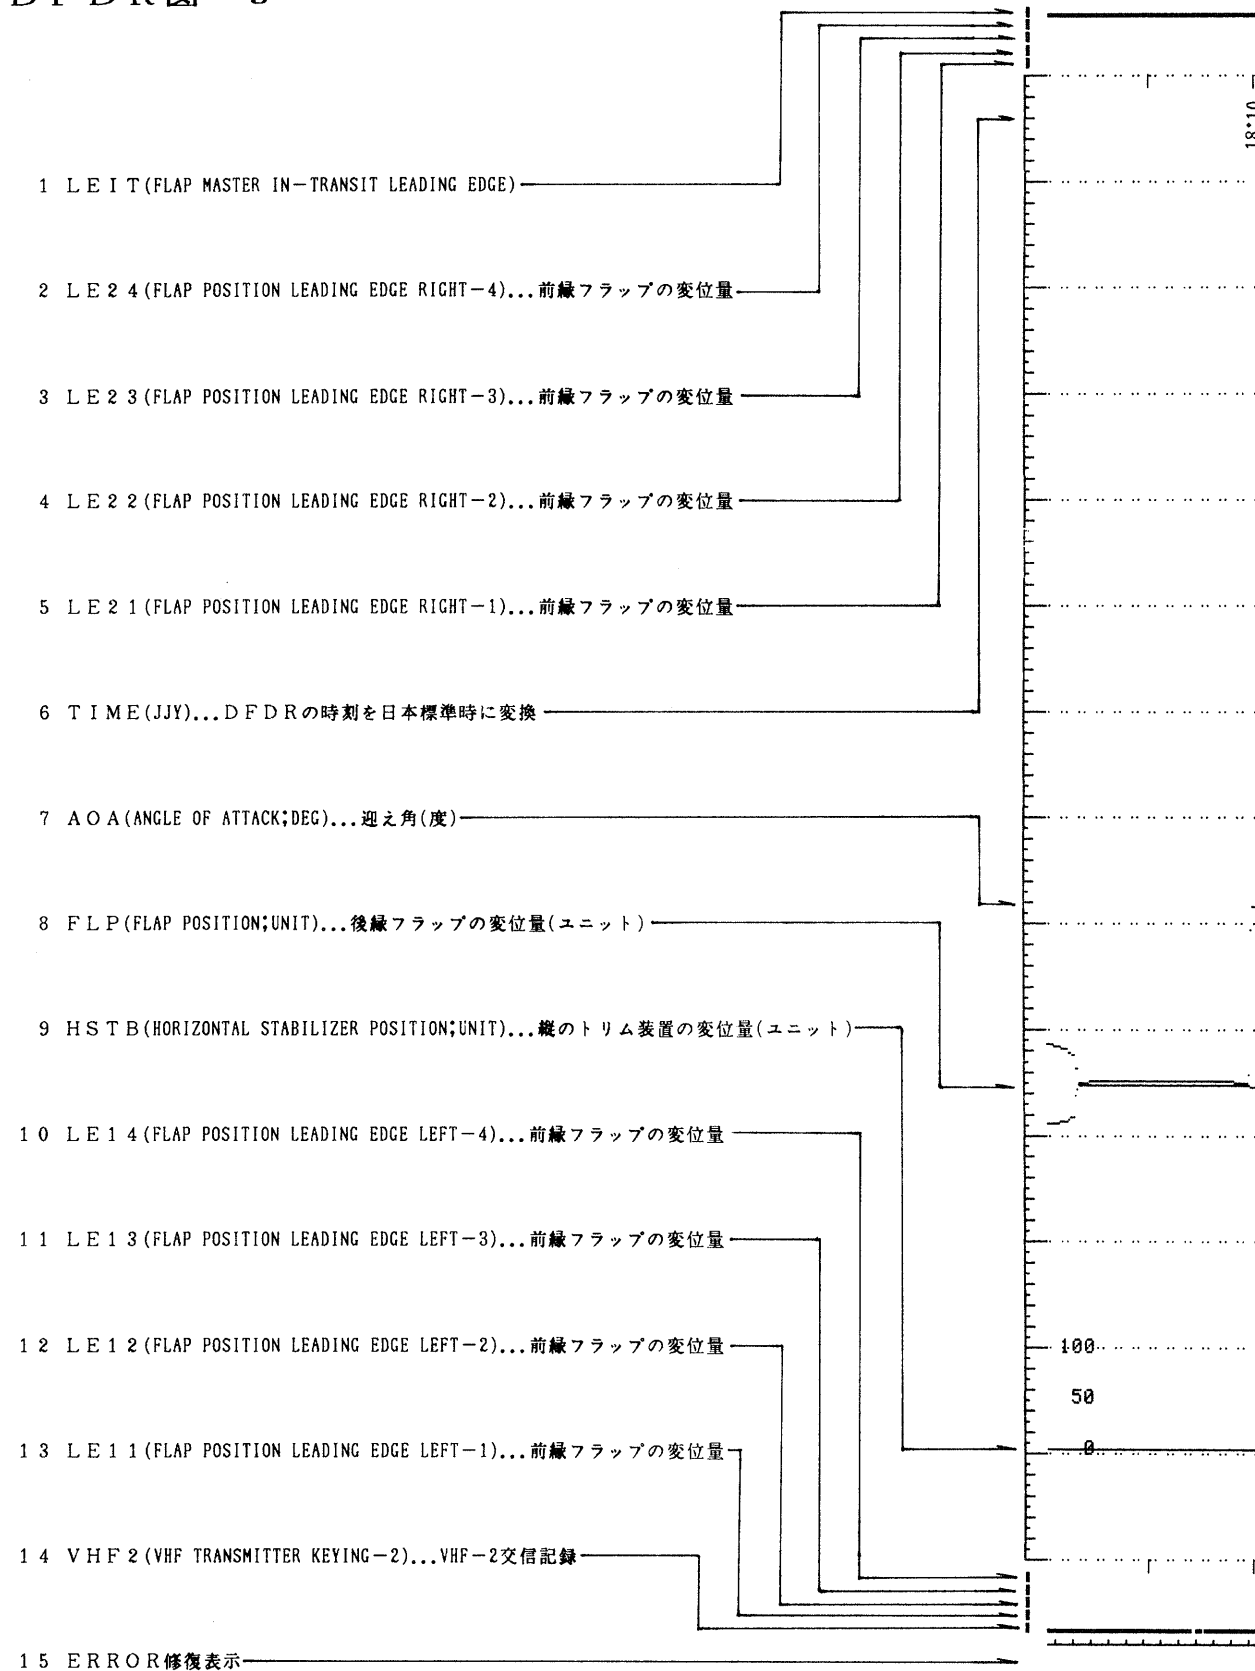 DFDR図-3
18:10
1 LEIT(FLAP MASTER IN-TRANSIT LEADING EDGE)
2 LE24(FLAP POSITION LEADING EDGE RIGHT-4)...前縁フラップの変位量
3 LE23(FLAP POSITION LEADING EDGE RIGHT-3)...前縁フラップの変位量
4 LE22(FLAP POSITION LEADING EDGE RIGHT-2)...前縁フラップの変位量
5 LE21(FLAP POSITION LEADING EDGE RIGHT-1)...前縁フラップの変位量
6 TIME(JJY)...DFDRの時刻を日本標準時に変換
7 AOA(ANGLE OF ATTACK;DEG)...迎え角(度)
8 FLP(FLAP POSITION;UNIT)...後縁フラップの変位量(ユニット)
9 HSTB(HORIZONTAL STABILIZER POSITION;UNIT)...縦のトリム装置の変位量(ユニット)
10 LE14(FLAP POSITION LEADING EDGE LEFT-4)...前縁フラップの変位量
11 LE13(FLAP POSITION LEADING EDGE LEFT-3)...前縁フラップの変位量
12 LE12(FLAP POSITION LEADING EDGE LEFT-2)...前縁フラップの変位量
100
50
13 LE11(FLAP POSITION LEADING EDGE LEFT-1)...前縁フラップの変位量
0
14 VHF2(VHF TRANSMITTER KEYING-2)...VHF-2交信記録
15 ERROR修復表示